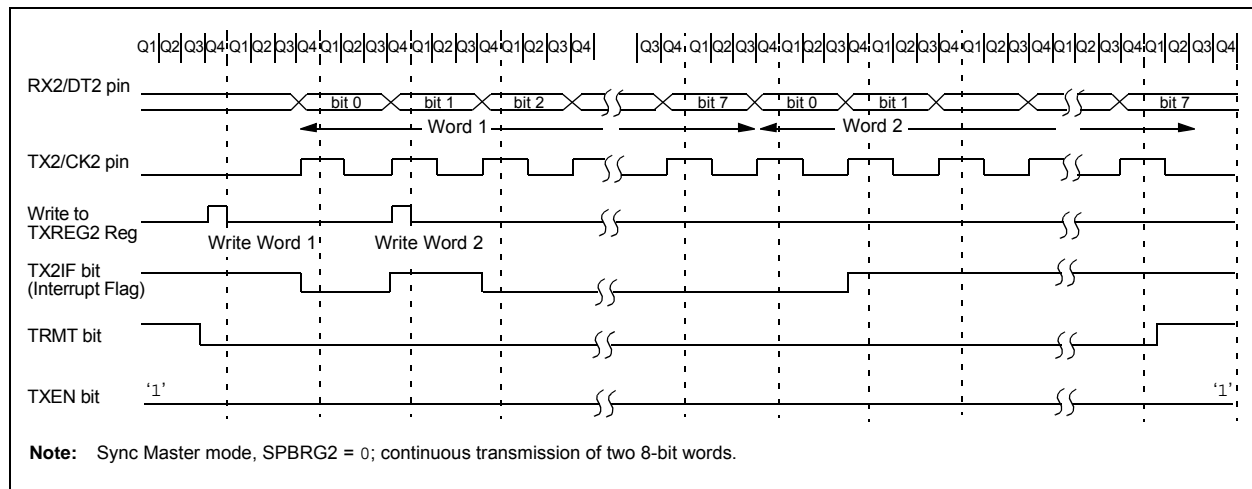 Q1 Q2 Q3 Q4 Q1 Q2 Q3 Q4 Q1 Q2 Q3 Q4 Q1 Q2 Q3 Q4 Q1 Q2 Q3 Q4 Q3 Q4 Q1 Q2 Q3 Q4 Q1 Q2 Q3 Q4 Q1 Q2 Q3 Q4 Q1 Q2 Q3 Q4 Q1 Q2 Q3 Q4 Q1 Q2 Q3 Q4
RX2/DT2 pin
bit 0 bit 1 bit 2 bit 7 bit 0 bit 1 bit 7
Word 1 Word 2
TX2/CK2 pin
Write to
TXREG2 Reg
Write Word 1 Write Word 2
TX2IF bit
(Interrupt Flag)
TRMT bit
TXEN bit ‘1’ ‘1’
Note: Sync Master mode, SPBRG2 = 0; continuous transmission of two 8-bit words.